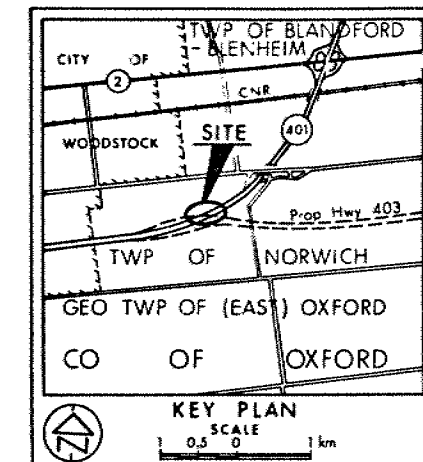 TWP OF BLANDFORD
- BLENHEIM
CITY OF
2
CNR
WOODSTOCK
SITE
401
Prop Hwy 403
TWP OF NORWICH
GEO TWP OF (EAST) OXFORD
CO OF OXFORD
KEY PLAN
SCALE
1 0.5 0 1 km
N